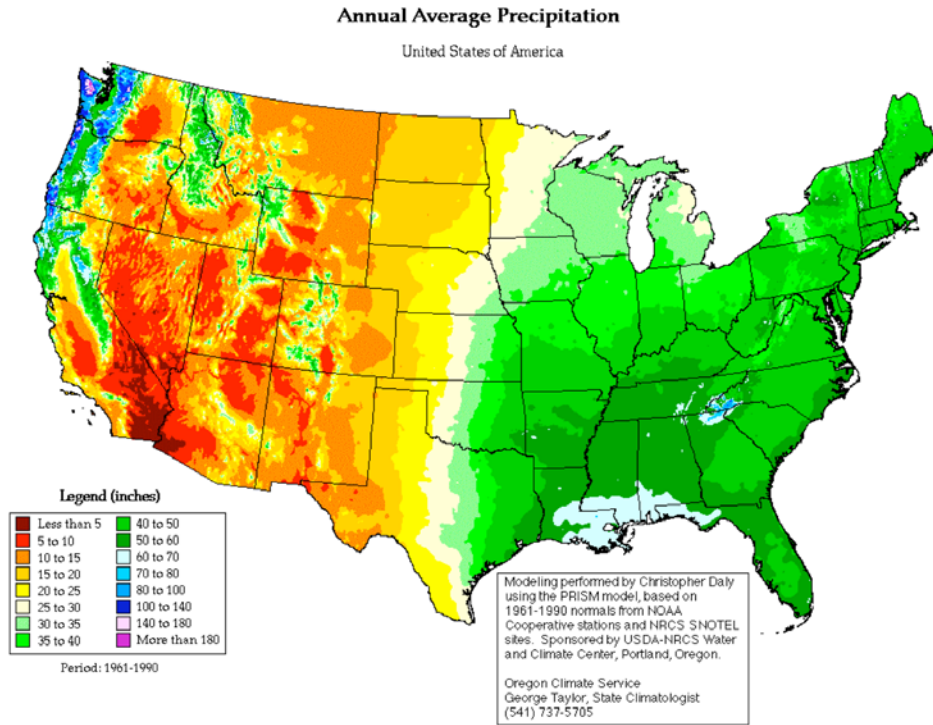 Annual Average Precipitation
United States of America
Legend (inches)
Less than 5
5 to 10
10 to 15
15 to 20
20 to 25
25 to 30
30 to 35
35 to 40
40 to 50
50 to 60
60 to 70
70 to 80
80 to 100
100 to 140
140 to 180
More than 180
Period: 1961-1990
Modeling performed by Christopher Daly
using the PRISM model, based on
1961-1990 normals from NOAA
Cooperative stations and NRCS SNOTEL
sites. Sponsored by USDA-NRCS Water
and Climate Center, Portland, Oregon.
Oregon Climate Service
George Taylor, State Climatologist
(541) 737-5705